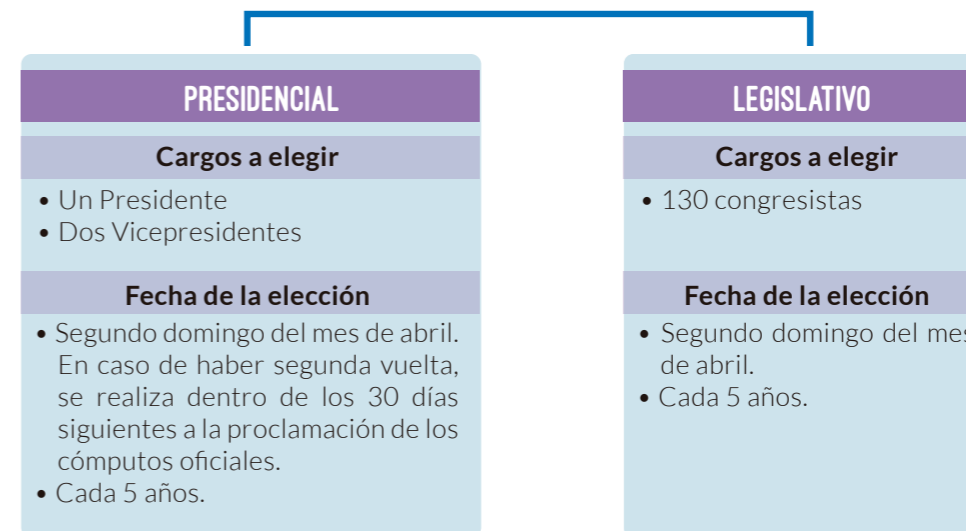 PRESIDENCIAL
Cargos a elegir
• Un Presidente
• Dos Vicepresidentes
Fecha de la elección
• Segundo domingo del mes de abril.
En caso de haber segunda vuelta,
se realiza dentro de los 30 días
siguientes a la proclamación de los
cómputos oficiales.
• Cada 5 años.
LEGISLATIVO
Cargos a elegir
• 130 congresistas
Fecha de la elección
• Segundo domingo del mes
de abril.
• Cada 5 años.